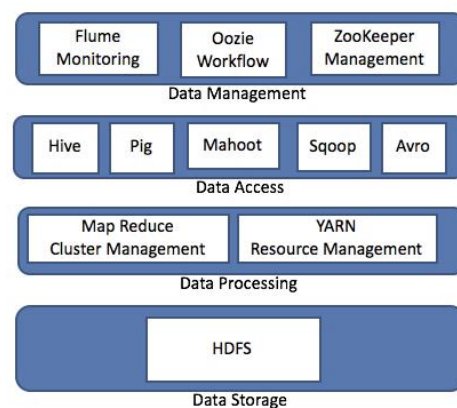 Flume
Monitoring
Oozie
Workflow
ZooKeeper
Management
Data Management
Hive
Pig
Mahoot
Sqoop
Avro
Data Access
Map Reduce
Cluster Management
YARN
Resource Management
Data Processing
HDFS
Data Storage